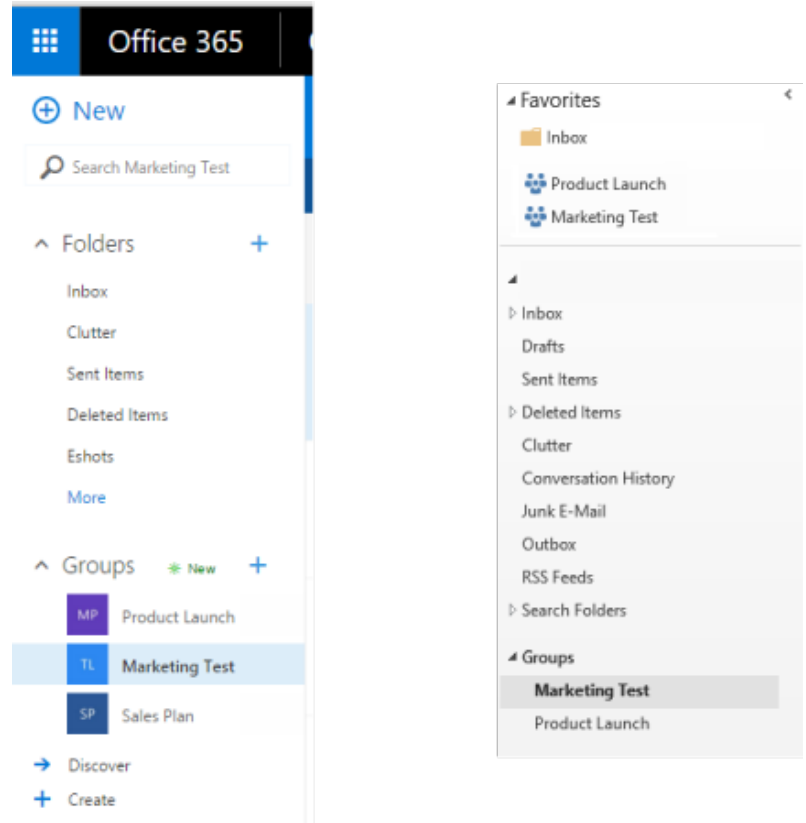 Office 365
New
Search Marketing Test
Folders
Inbox
Clutter
Sent Items
Deleted Items
Eshots
More
Groups New
MP Product Launch
TL Marketing Test
SP Sales Plan
Discover
Create
Favorites
Inbox
Product Launch
Marketing Test
Inbox
Drafts
Sent Items
Deleted Items
Clutter
Conversation History
Junk E-Mail
Outbox
RSS Feeds
Search Folders
Groups
Marketing Test
Product Launch